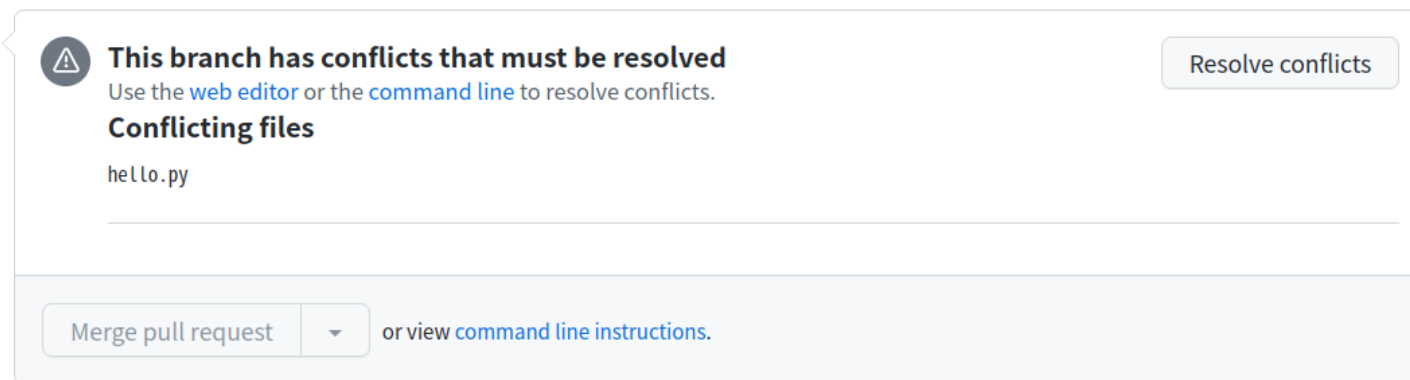 This branch has conflicts that must be resolved
Resolve conflicts
Use the web editor or the command line to resolve conflicts.
Conflicting files
hello.py
Merge pull request
or view command line instructions.